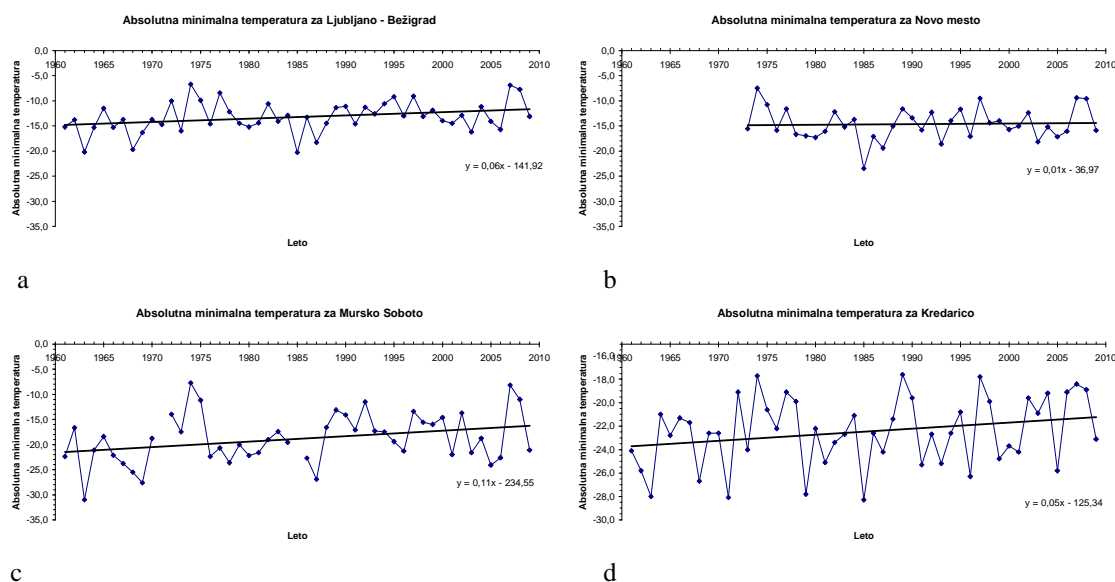 Absolutna minimalna temperatura za Ljubljano - Bežigrad
Absolutna minimalna temperatura
0,0
-5,0
-10,0
-15,0
-20,0
-25,0
-30,0
-35,0
1960 1965 1970 1975 1980 1985 1990 1995 2000 2005 2010
y = 0,06x - 141,92
Leto
a
Absolutna minimalna temperatura za Novo mesto
Absolutna minimalna temperatura
0,0
-5,0
-10,0
-15,0
-20,0
-25,0
-30,0
-35,0
1960 1965 1970 1975 1980 1985 1990 1995 2000 2005 2010
y = 0,01x - 36,97
Leto
b
Absolutna minimalna temperatura za Mursko Soboto
Absolutna minimalna temperatura
0,0
-5,0
-10,0
-15,0
-20,0
-25,0
-30,0
-35,0
1960 1965 1970 1975 1980 1985 1990 1995 2000 2005 2010
y = 0,11x - 234,55
Leto
c
Absolutna minimalna temperatura za Kredarico
Absolutna minimalna temperatura
-16,0
-18,0
-20,0
-22,0
-24,0
-26,0
-28,0
-30,0
1960 1965 1970 1975 1980 1985 1990 1995 2000 2005 2010
y = 0,05x - 125,34
Leto
d